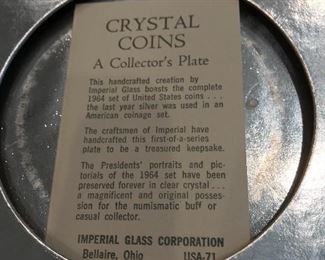 CRYSTAL
COINS
A Collector's Plate
This handcrafted creation by
Imperial Glass boasts the complete
1964 set of United States coins . . .
the last year silver was used in an
American coinage set.
The craftsmen of Imperial have
handcrafted this first-of-a-series
plate to be a treasured keepsake.
The Presidents' portraits and pic-
torials of the 1964 set have been
preserved forever in clear crystal . . .
a magnificent and original posses-
sion for the numismatic buff or
casual collector.
IMPERIAL GLASS CORPORATION
Bellaire, Ohio USA-71